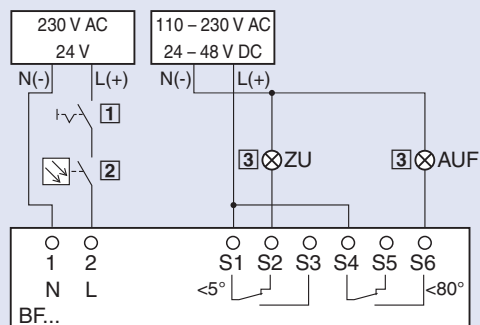 230 V AC
24 V
110 – 230 V AC
24 – 48 V DC
N(-) L(+)
N(-) L(+)
1
2
3 ZU
3 AUF
1 2 S1 S2 S3 S4 S5 S6
N L <5° <80°
BF...